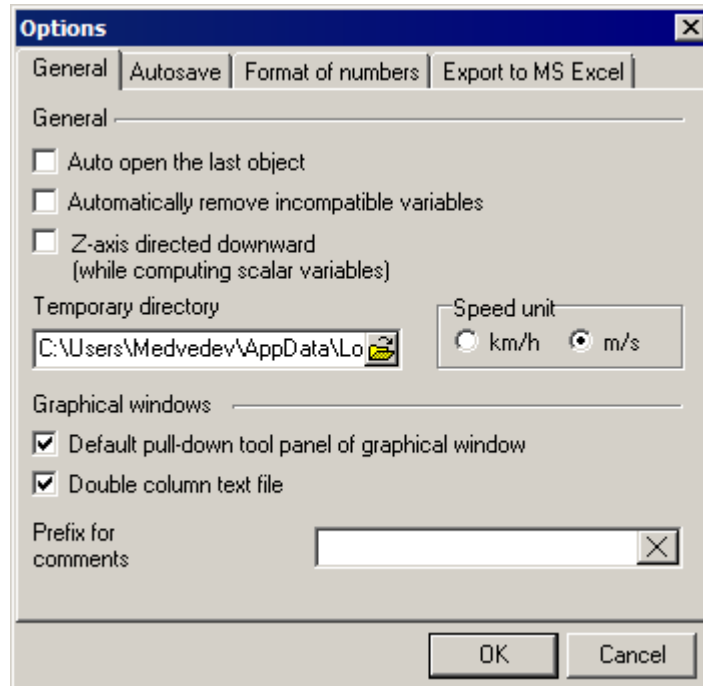 Options
General Autosave Format of numbers Export to MS Excel
General
Auto open the last object
Automatically remove incompatible variables
Z-axis directed downward
(while computing scalar variables)
Temporary directory
C:\Users\Medvedev\AppData\Lo
Speed unit
km/h m/s
Graphical windows
Default pull-down tool panel of graphical window
Double column text file
Prefix for
comments
OK Cancel